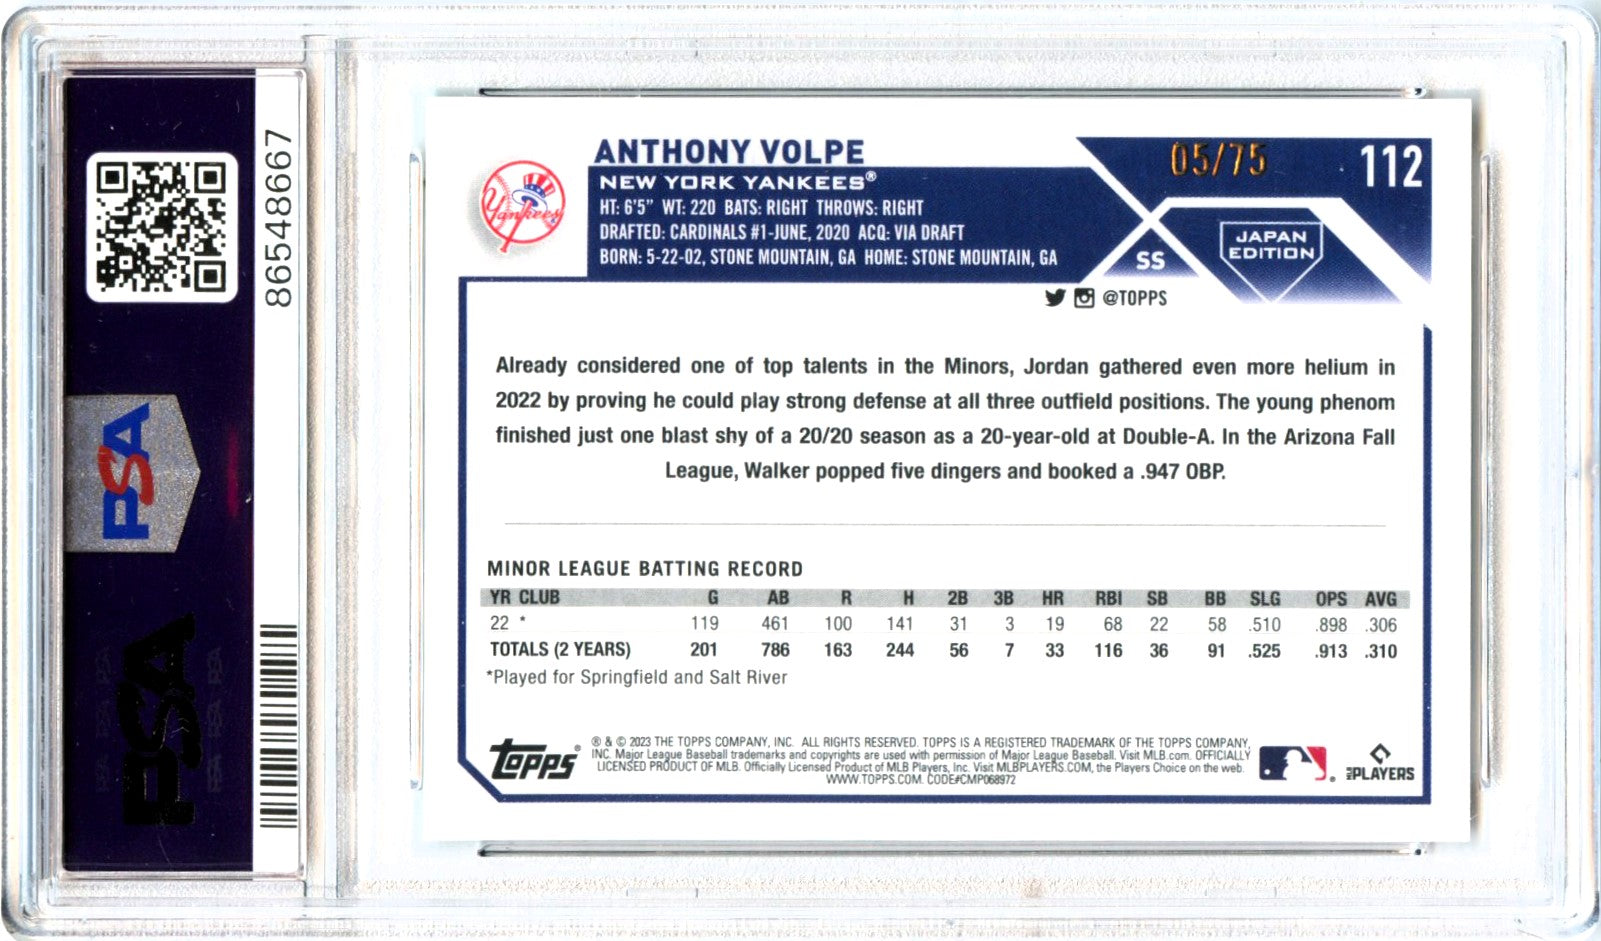 86548667
PSA
PSA
ANTHONY VOLPE
NEW YORK YANKEES®
HT: 6'5" WT: 220 BATS: RIGHT THROWS: RIGHT
DRAFTED: CARDINALS #1-JUNE, 2020 ACQ: VIA DRAFT
BORN: 5-22-02, STONE MOUNTAIN, GA HOME: STONE MOUNTAIN, GA
Yankees
05/75
112
SS
JAPAN
EDITION
@TOPPS
Already considered one of top talents in the Minors, Jordan gathered even more helium in
2022 by proving he could play strong defense at all three outfield positions. The young phenom
finished just one blast shy of a 20/20 season as a 20-year-old at Double-A. In the Arizona Fall
League, Walker popped five dingers and booked a .947 OBP.
MINOR LEAGUE BATTING RECORD
YR CLUB G AB R H 2B 3B HR RBI SB BB SLG OPS AVG
22 * 119 461 100 141 31 3 19 68 22 58 .510 .898 .306
TOTALS (2 YEARS) 201 786 163 244 56 7 33 116 36 91 .525 .913 .310
*Played for Springfield and Salt River
topps®
® & © 2023 THE TOPPS COMPANY, INC. ALL RIGHTS RESERVED. TOPPS IS A REGISTERED TRADEMARK OF THE TOPPS COMPANY,
INC. Major League Baseball trademarks and copyrights are used with permission of Major League Baseball. Visit MLB.com. OFFICIALLY
LICENSED PRODUCT OF MLB. Officially Licensed Product of MLB Players, Inc. Visit MLBPLAYERS.COM, the Players Choice on the web.
WWW.TOPPS.COM. CODE#CMP068972
MLB PLAYERS